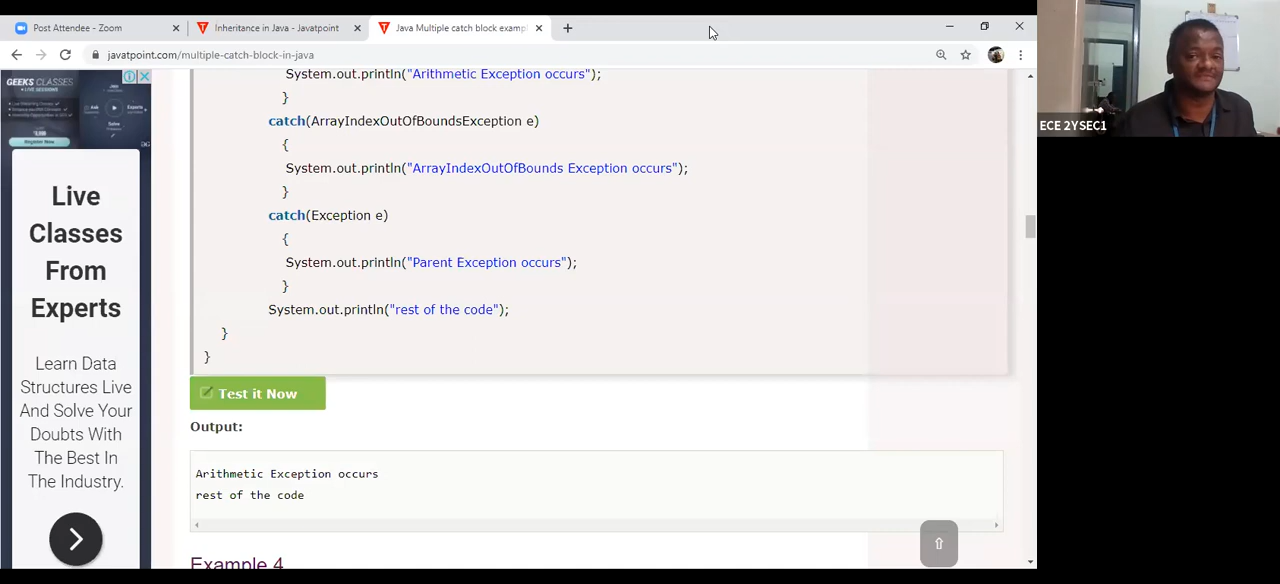 Post Attendee - Zoom
Inheritance in Java - Javatpoint
Java Multiple catch block exampl
javatpoint.com/multiple-catch-block-in-java
System.out.println("Arithmetic Exception occurs");
}
catch(ArrayIndexOutOfBoundsException e)
{
System.out.println("ArrayIndexOutOfBounds Exception occurs");
}
catch(Exception e)
{
System.out.println("Parent Exception occurs");
}
System.out.println("rest of the code");
}
}
Test it Now
Output:
Arithmetic Exception occurs
rest of the code
Example 4
GEEKS CLASSES
Register Now
Live
Classes
From
Experts
Learn Data
Structures Live
And Solve Your
Doubts With
The Best In
The Industry.
ECE 2YSEC1